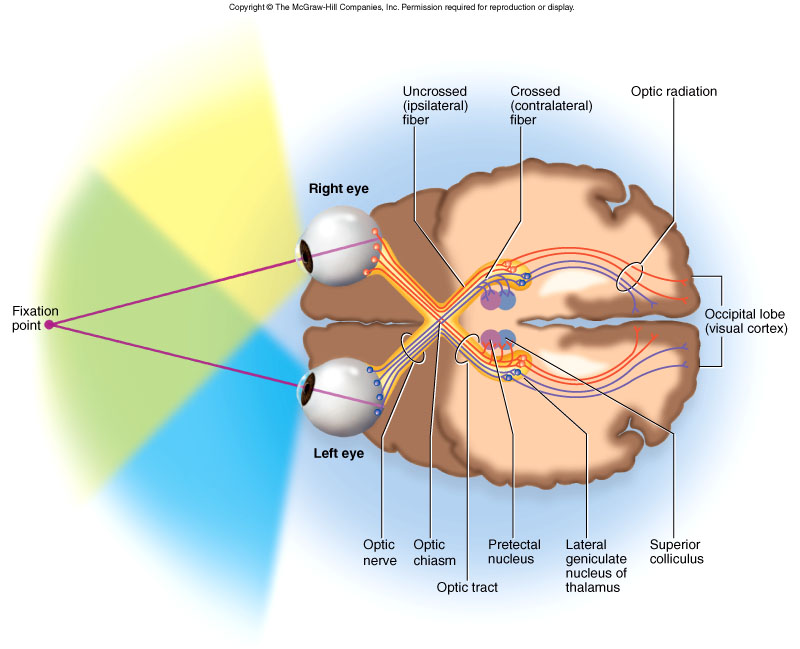 Copyright © The McGraw-Hill Companies, Inc. Permission required for reproduction or display.
Uncrossed
(ipsilateral)
fiber
Crossed
(contralateral)
fiber
Optic radiation
Right eye
Fixation
point
Occipital lobe
(visual cortex)
Left eye
Optic
nerve
Optic
chiasm
Optic tract
Pretectal
nucleus
Lateral
geniculate
nucleus of
thalamus
Superior
colliculus